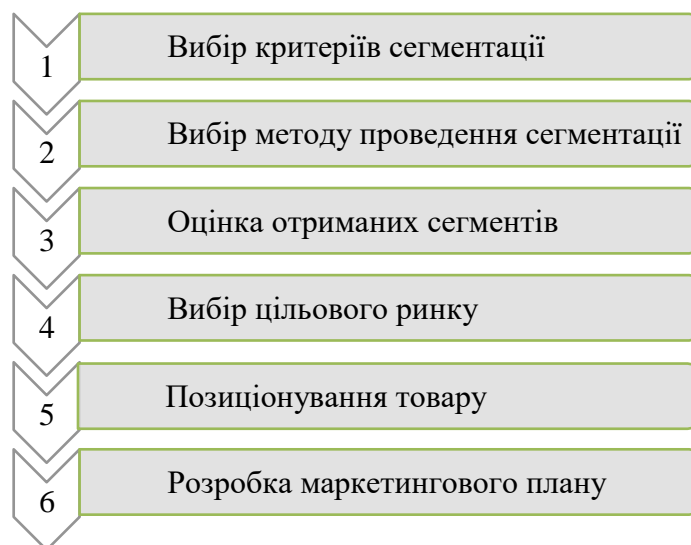 1 Вибір критеріїв сегментації
2 Вибір методу проведення сегментації
3 Оцінка отриманих сегментів
4 Вибір цільового ринку
5 Позиціонування товару
6 Розробка маркетингового плану